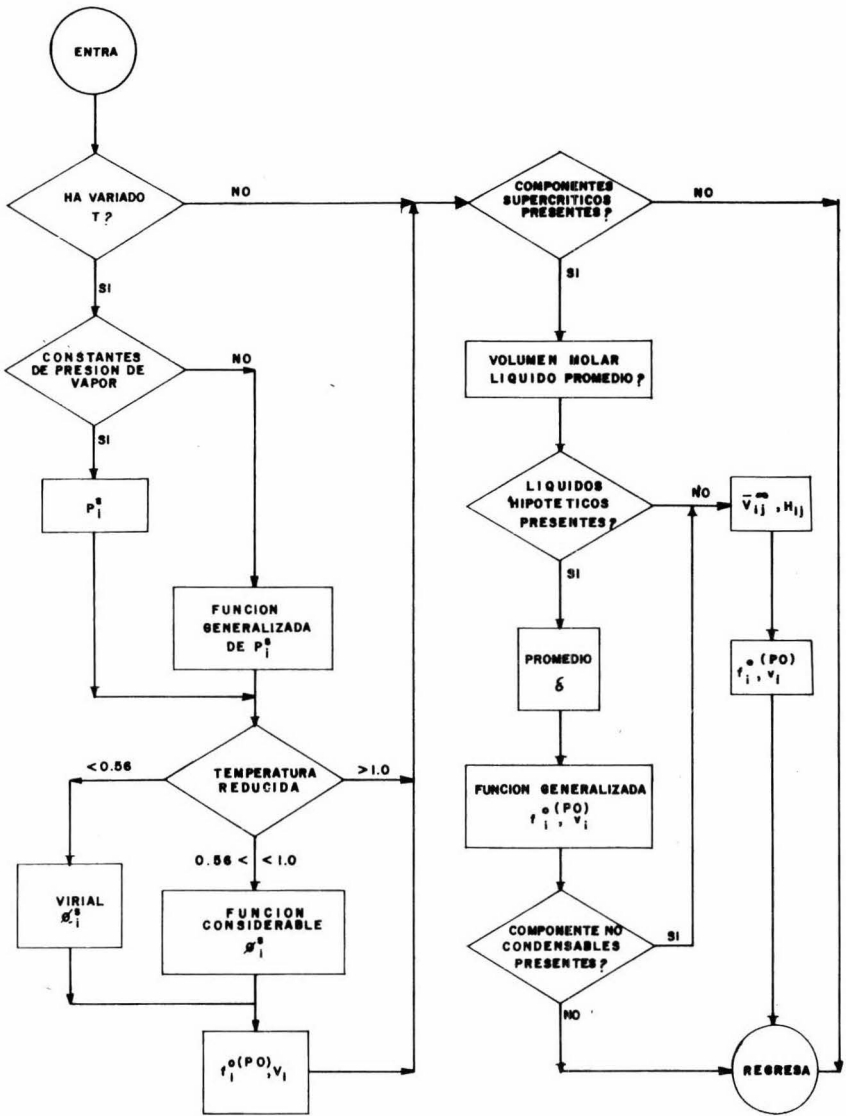 ENTRA
HA VARIADO
T ?
NO
SI
CONSTANTES
DE PRESION DE
VAPOR
NO
SI
P_i^s
FUNCION
GENERALIZADA
DE P_i^s
TEMPERATURA
REDUCIDA
<0.56
>1.0
0.56 < < 1.0
VIRIAL
ø_i^s
FUNCION
CONSIDERABLE
ø_i^s
f_i^o(PO), V_i
COMPONENTES
SUPERCRITICOS
PRESENTES?
NO
SI
VOLUMEN MOLAR
LIQUIDO PROMEDIO?
LIQUIDOS
HIPOTETICOS
PRESENTES?
NO
SI
V̄_ij^∞, H_ij
PROMEDIO
δ
f_i^o(PO), v_i
FUNCION GENERALIZADA
f_i^o(PO), v_i
COMPONENTE NO
CONDENSABLES
PRESENTES?
SI
NO
REGRESA